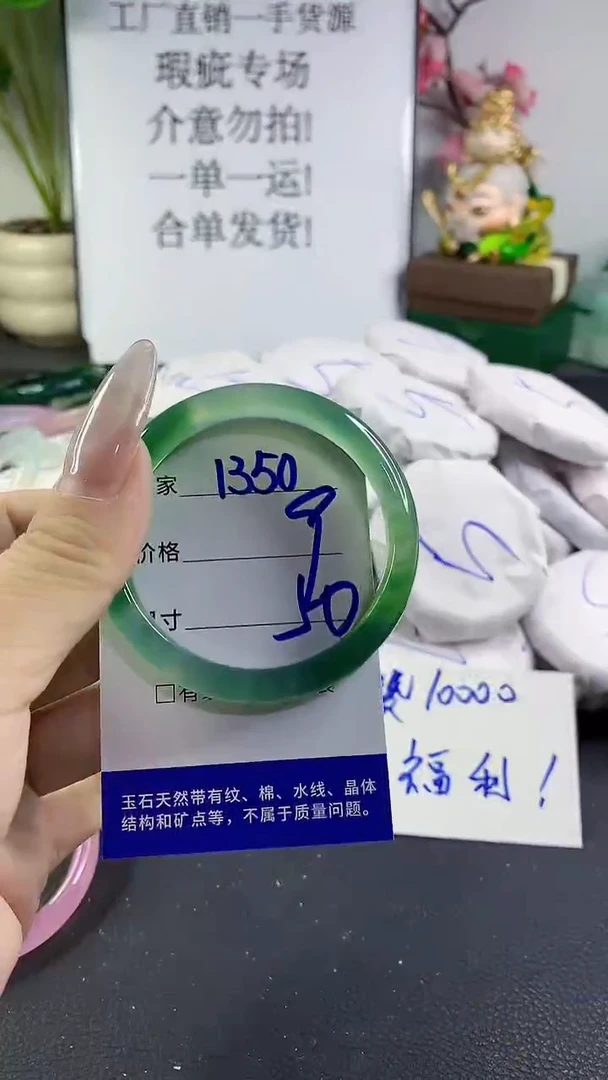 工厂直销一手货源
瑕疵专场
介意勿拍!
一单一运!
合单发货!
家 1350
价格
寸 50
□有
10000
福利!
玉石天然带有纹、棉、水线、晶体
结构和矿点等，不属于质量问题。